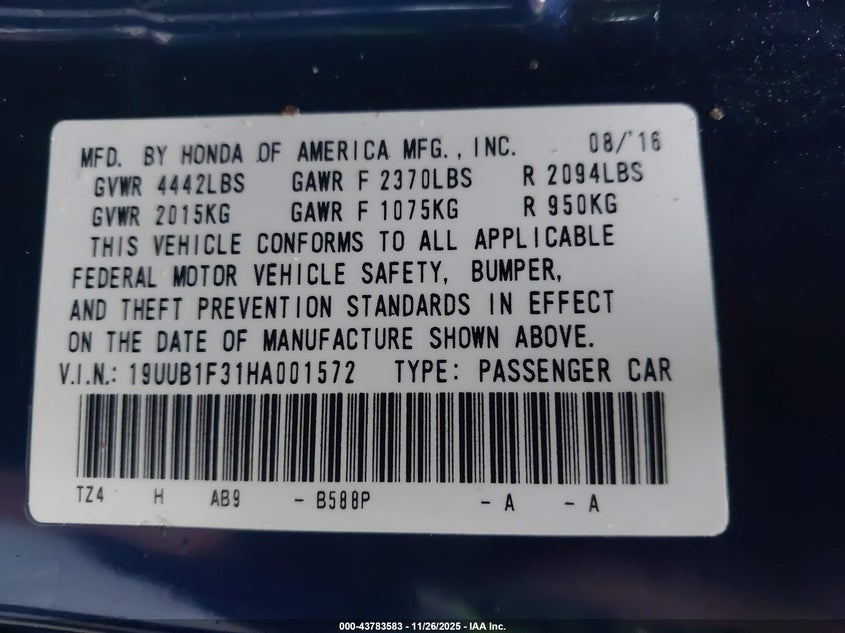 MFD. BY HONDA OF AMERICA MFG., INC. 08/'16
GVWR 4442LBS GAWR F 2370LBS R 2094LBS
GVWR 2015KG GAWR F 1075KG R 950KG
THIS VEHICLE CONFORMS TO ALL APPLICABLE
FEDERAL MOTOR VEHICLE SAFETY, BUMPER,
AND THEFT PREVENTION STANDARDS IN EFFECT
ON THE DATE OF MANUFACTURE SHOWN ABOVE.
V.I.N.: 19UUB1F31HA001572 TYPE: PASSENGER CAR
TZ4 H AB9 - B588P - A - A
000-43783583 - 11/26/2025 - IAA Inc.